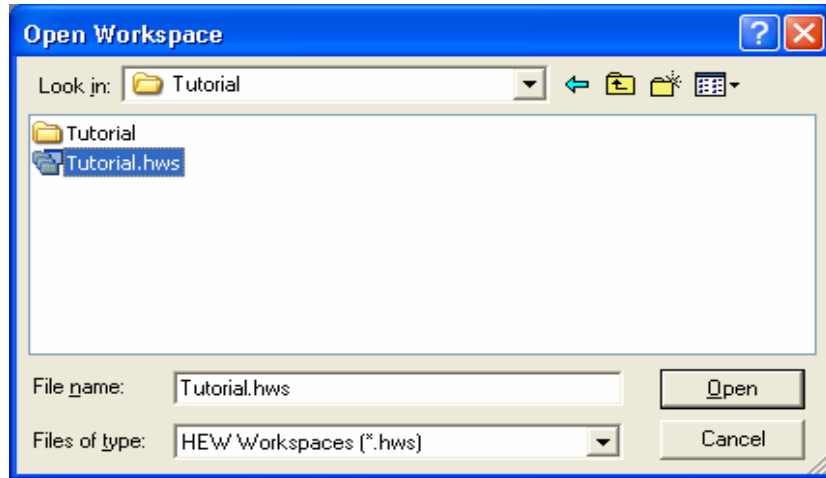 Open Workspace
Look in: Tutorial
Tutorial
Tutorial.hws
File name: Tutorial.hws Open
Files of type: HEW Workspaces (*.hws) Cancel